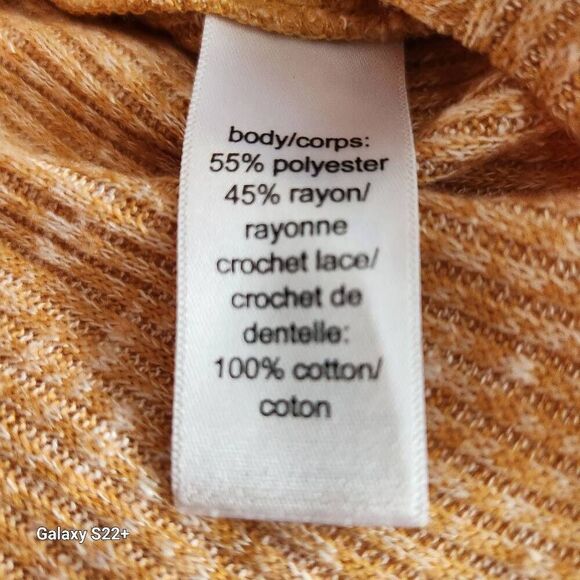 body/corps:
55% polyester
45% rayon/
rayonne
crochet lace/
crochet de
dentelle:
100% cotton/
coton
Galaxy S22+